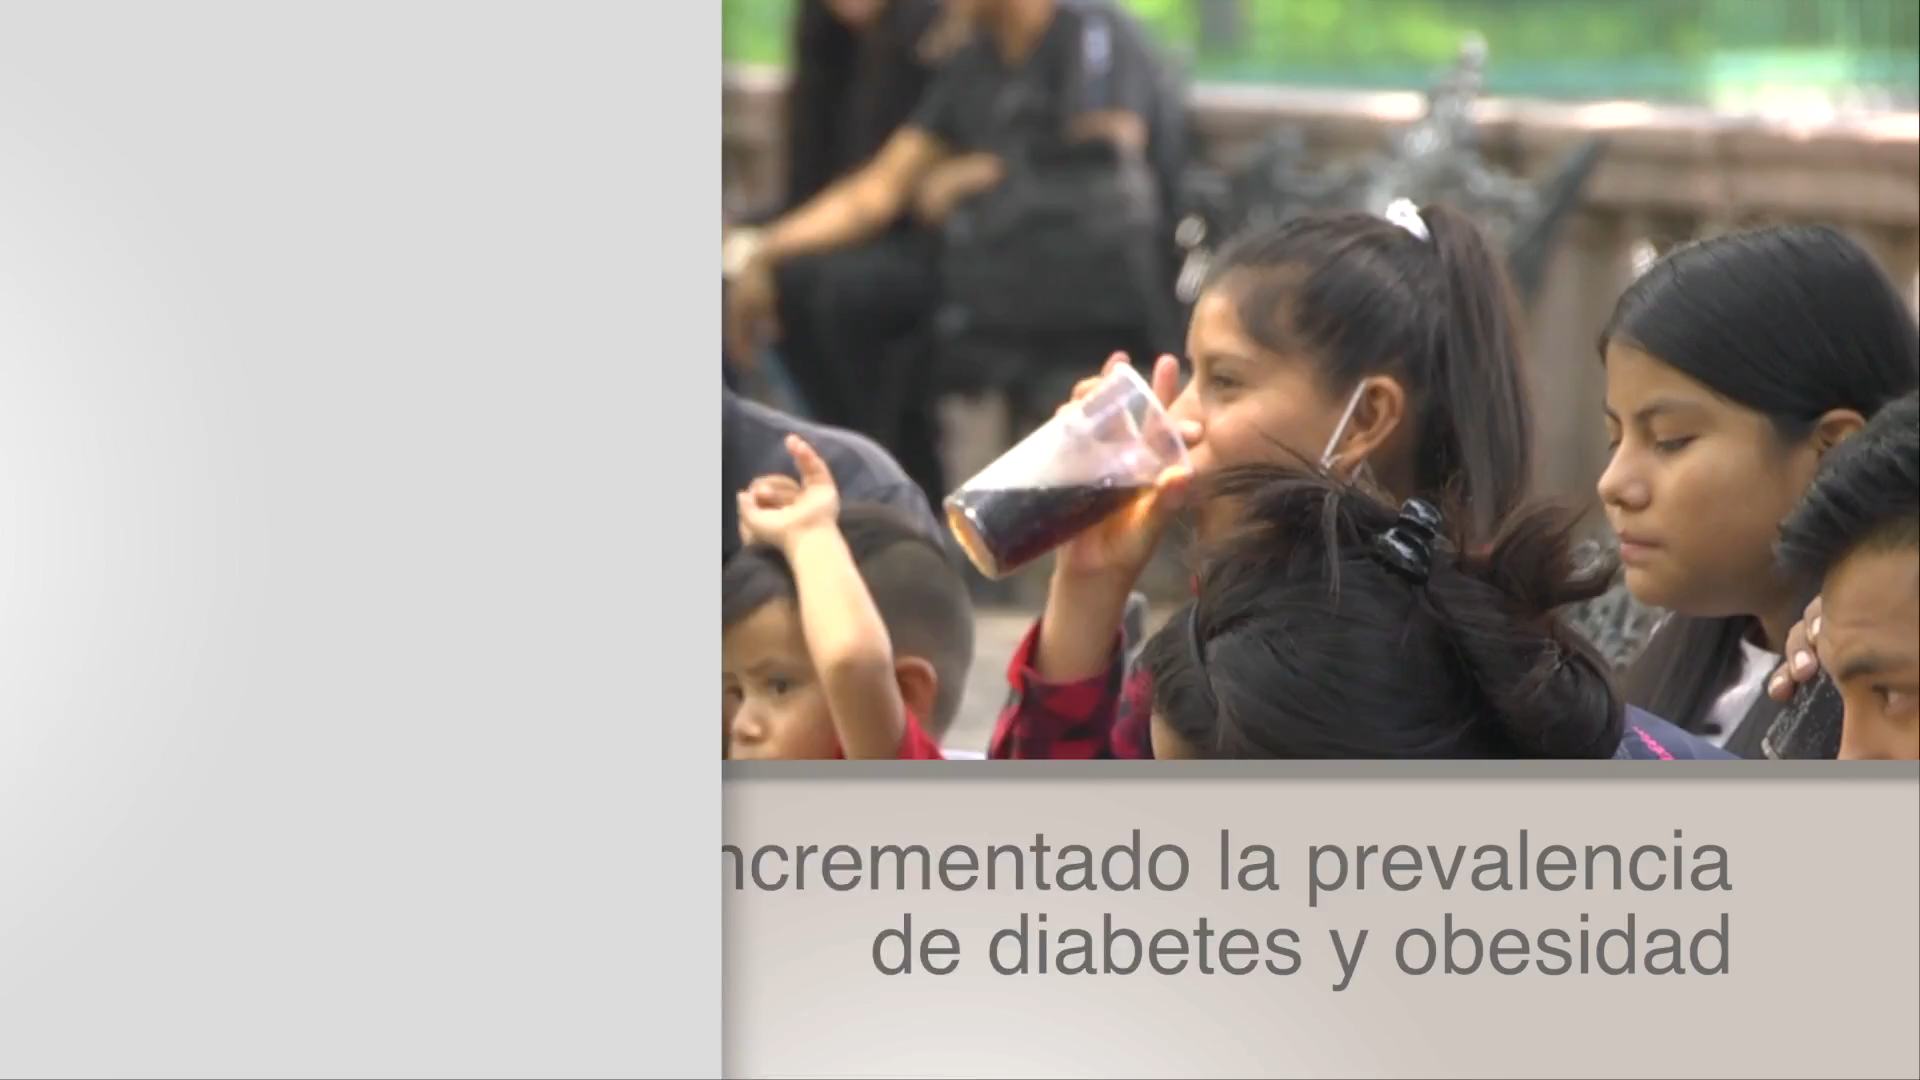 ncrementado la prevalencia
de diabetes y obesidad